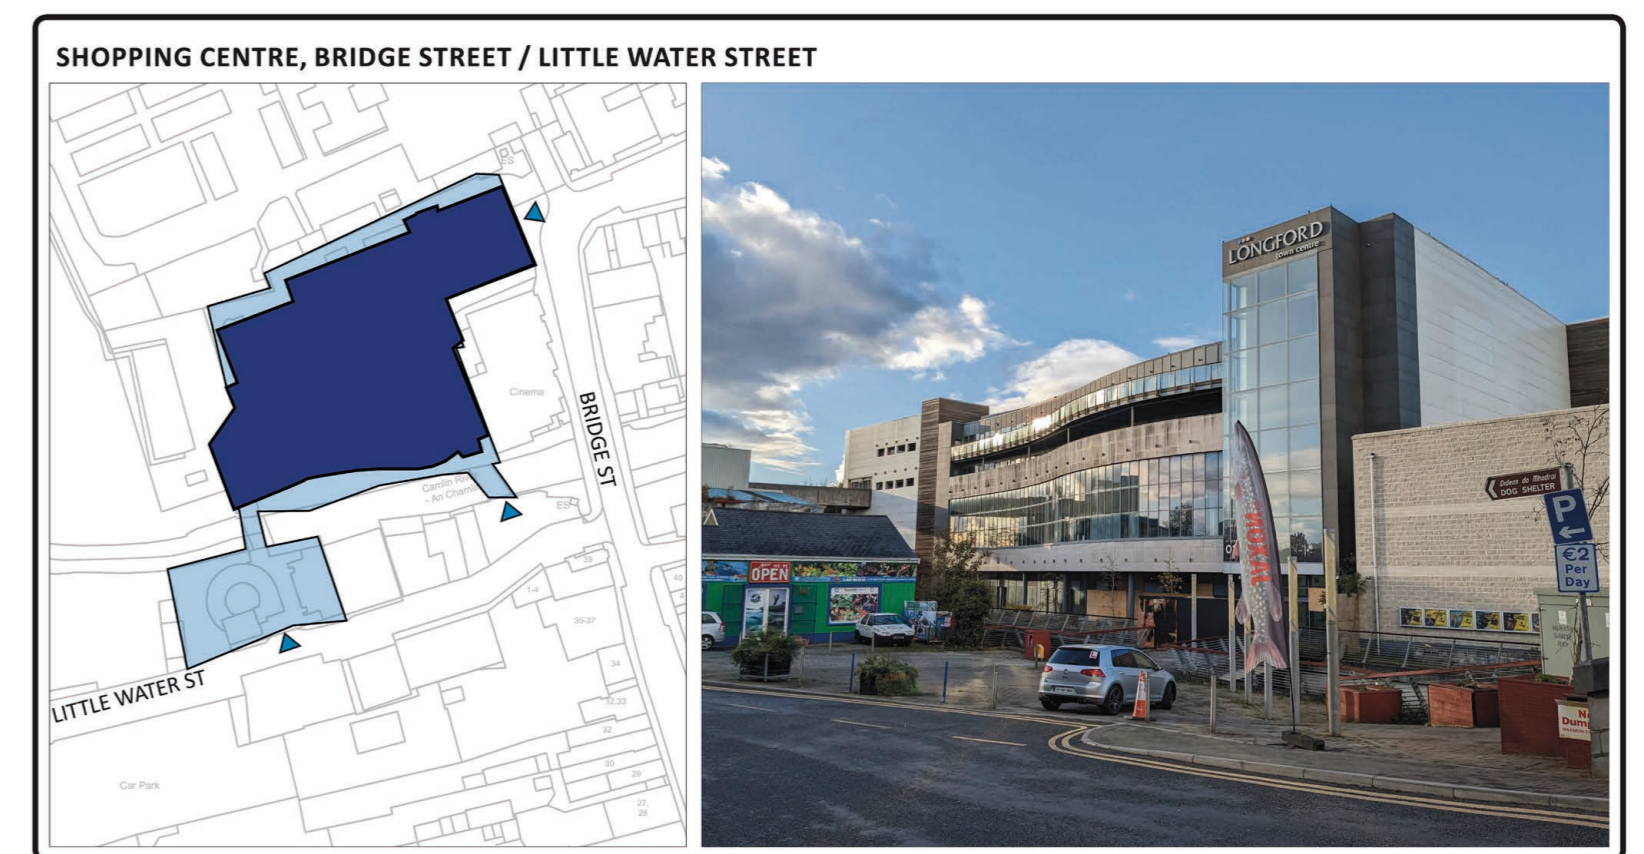 SHOPPING CENTRE, BRIDGE STREET / LITTLE WATER STREET
ES
Cinema
BRIDGE ST
Camlin
- An
ES
39
40
1-4
35-37
34
LITTLE WATER ST
32,33
32
30
29
Car Park
27,
28
LONGFORD
town centre
OPEN
DOG SHELTER
P
€2
Per
Day